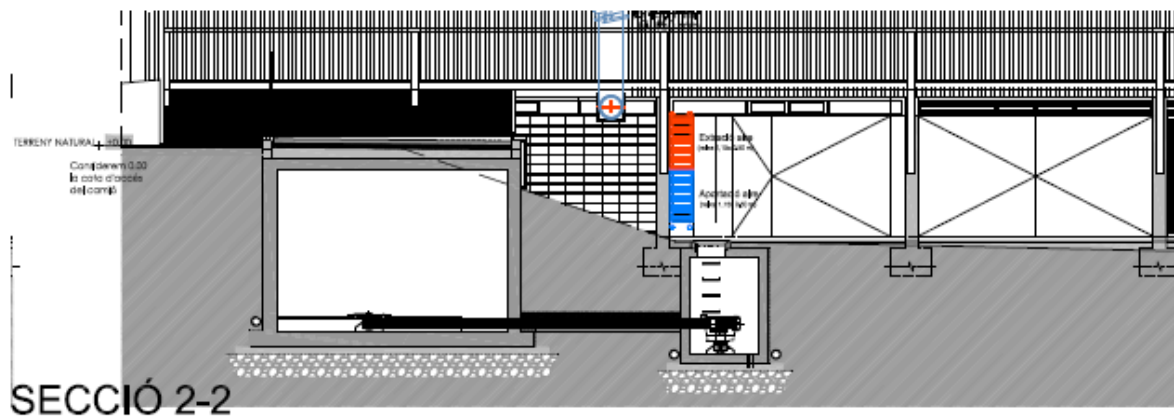 TERRENY NATURAL
Considerem 0.00
la cota d'accés
del camió
Extracció aire
Aportació aire
SECCIÓ 2-2